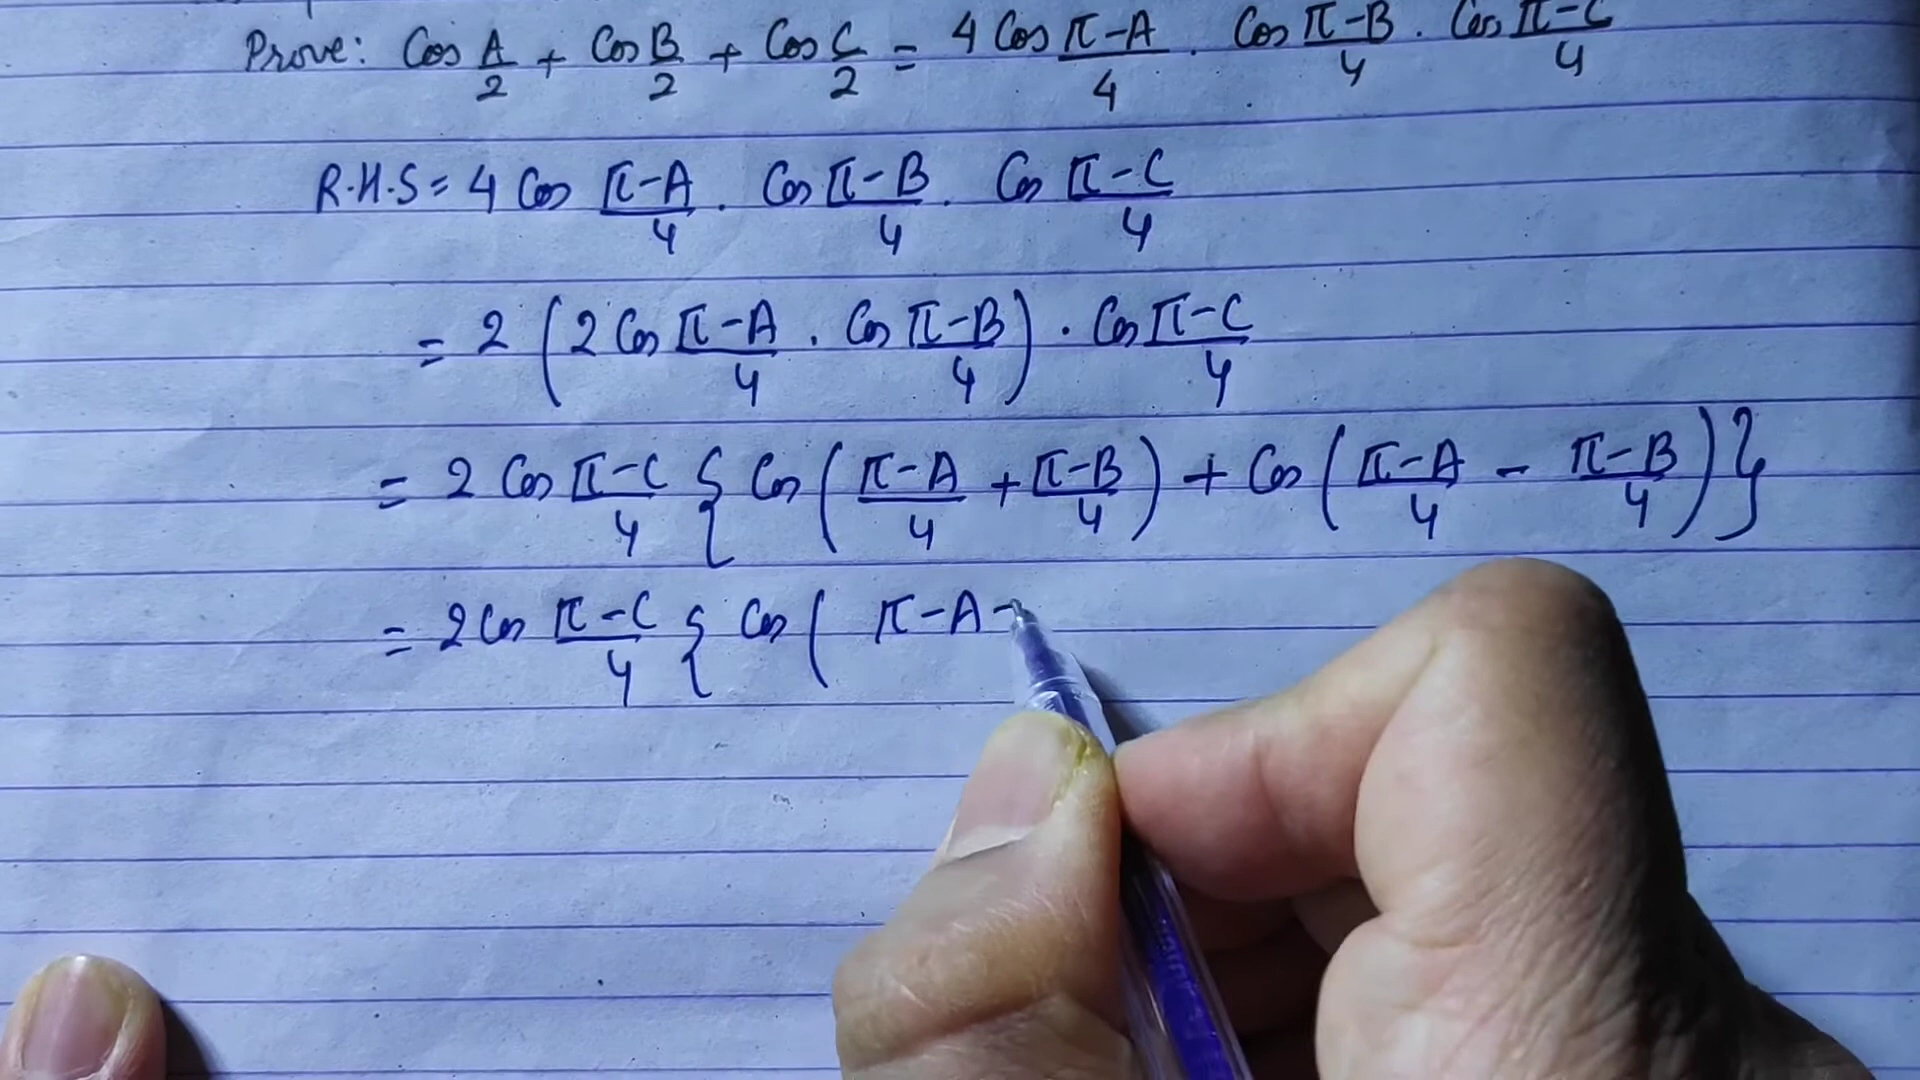 Prove: Cos A/2 + Cos B/2 + Cos C/2 = 4 Cos π-A/4 . Cos π-B/4 . Cos π-C/4
R.H.S = 4 Cos π-A/4 . Cos π-B/4 . Cos π-C/4
= 2 ( 2 Cos π-A/4 . Cos π-B/4 ) . Cos π-C/4
= 2 Cos π-C/4 { Cos ( π-A/4 + π-B/4 ) + Cos ( π-A/4 - π-B/4 ) }
= 2 Cos π-C/4 { Cos ( π-A -